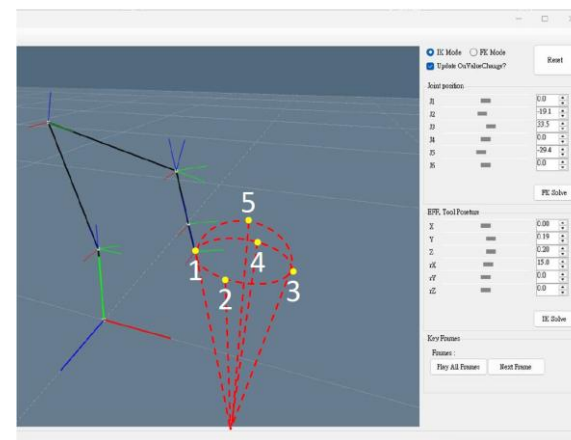 IK Mode FK Mode
Update OnValueChange?
Reset
Joint position
J1 0.0
J2 -19.1
J3 33.5
J4 0.0
J5 -29.4
J6 0.0
FK Solve
EFF, Tool Position
X 0.00
Y 0.19
Z 0.20
rX 15.0
rY 0.0
rZ 0.0
IK Solve
Key Frames
Frames :
Play All Frames Next Frame
5
4
1
3
2